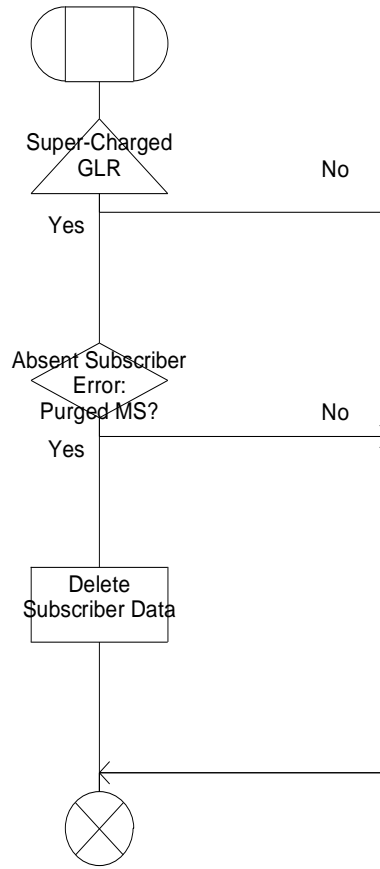 Super-Charged
GLR
No
Yes
Absent Subscriber
Error:
Purged MS?
No
Yes
Delete
Subscriber Data